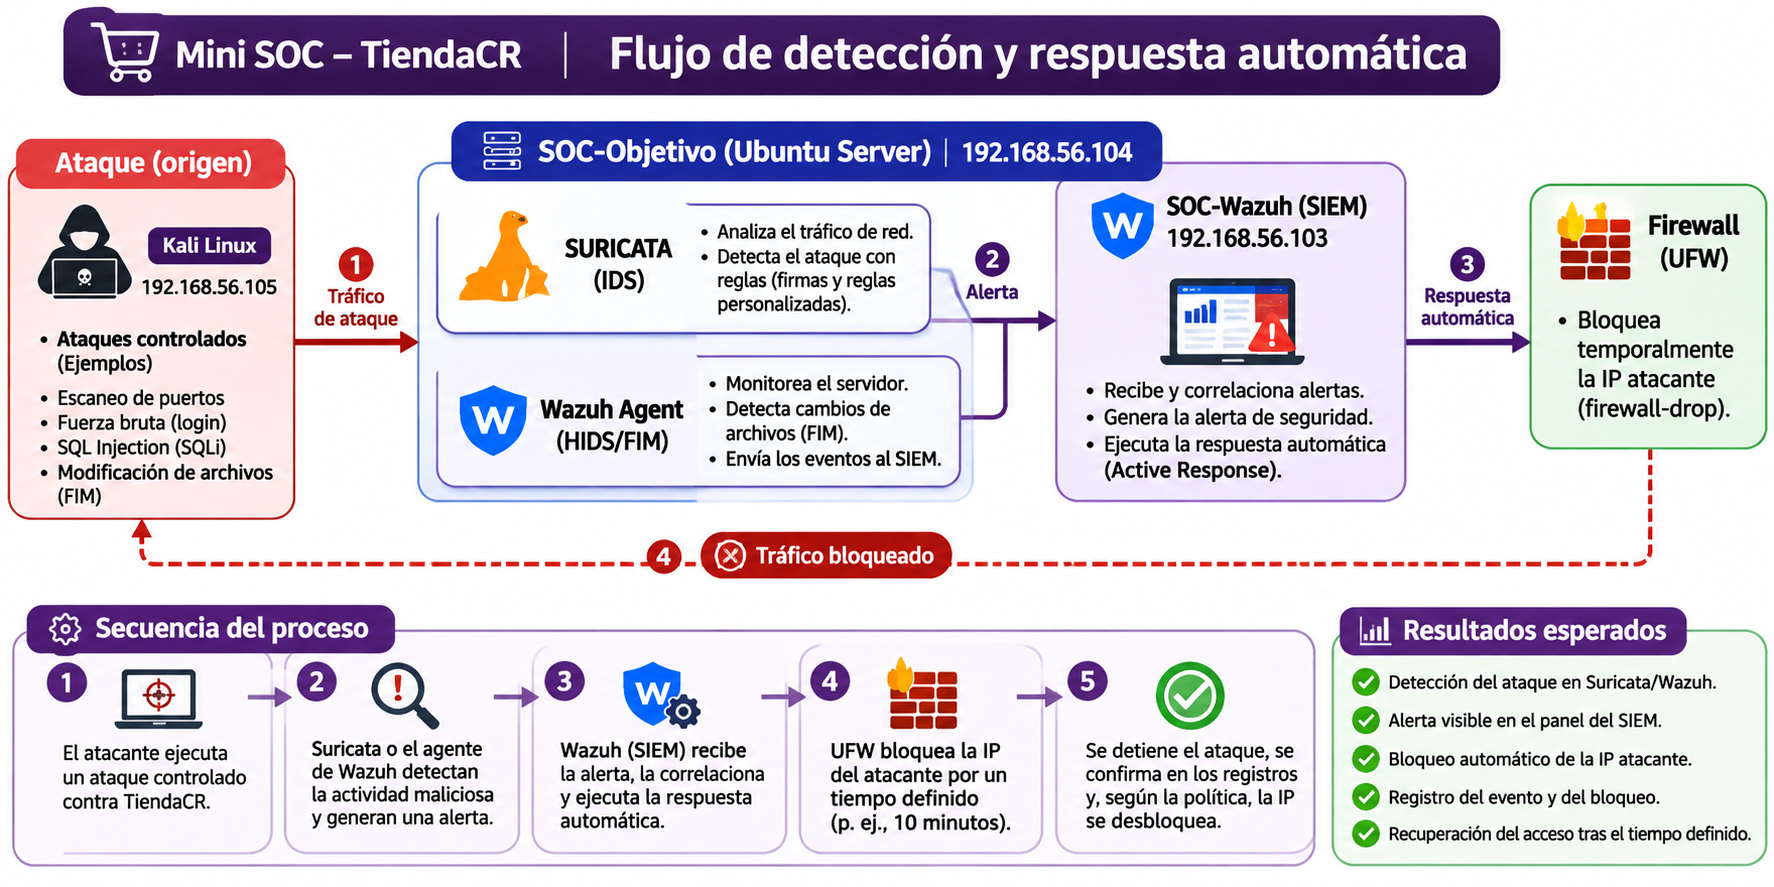 Mini SOC – TiendaCR | Flujo de detección y respuesta automática
Ataque (origen)
Kali Linux
192.168.56.105
• Ataques controlados
(Ejemplos)
• Escaneo de puertos
• Fuerza bruta (login)
• SQL Injection (SQLi)
• Modificación de archivos
(FIM)
1
Tráfico
de ataque
SOC-Objetivo (Ubuntu Server) | 192.168.56.104
SURICATA
(IDS)
• Analiza el tráfico de red.
• Detecta el ataque con
reglas (firmas y reglas
personalizadas).
W
Wazuh Agent
(HIDS/FIM)
• Monitorea el servidor.
• Detecta cambios de
archivos (FIM).
• Envía los eventos al SIEM.
2
Alerta
W
SOC-Wazuh (SIEM)
192.168.56.103
• Recibe y correlaciona alertas.
• Genera la alerta de seguridad.
• Ejecuta la respuesta automática
(Active Response).
3
Respuesta
automática
Firewall
(UFW)
• Bloquea
temporalmente
la IP atacante
(firewall-drop).
4
Tráfico bloqueado
Secuencia del proceso
1
El atacante ejecuta
un ataque controlado
contra TiendaCR.
2
Suricata o el agente
de Wazuh detectan
la actividad maliciosa
y generan una alerta.
3
W
Wazuh (SIEM) recibe
la alerta, la correlaciona
y ejecuta la respuesta
automática.
4
UFW bloquea la IP
del atacante por un
tiempo definido
(p. ej., 10 minutos).
5
Se detiene el ataque, se
confirma en los registros
y, según la política, la IP
se desbloquea.
Resultados esperados
Detección del ataque en Suricata/Wazuh.
Alerta visible en el panel del SIEM.
Bloqueo automático de la IP atacante.
Registro del evento y del bloqueo.
Recuperación del acceso tras el tiempo definido.